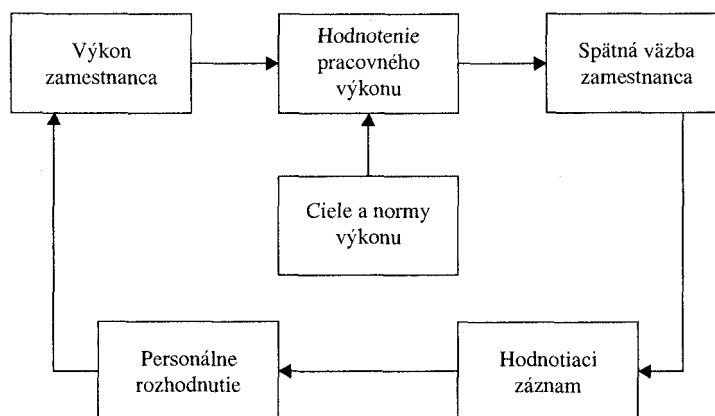 Výkon
zamestnanca
Hodnotenie
pracovného
výkonu
Spätná väzba
zamestnanca
Ciele a normy
výkonu
Personálne
rozhodnutie
Hodnotiaci
záznam